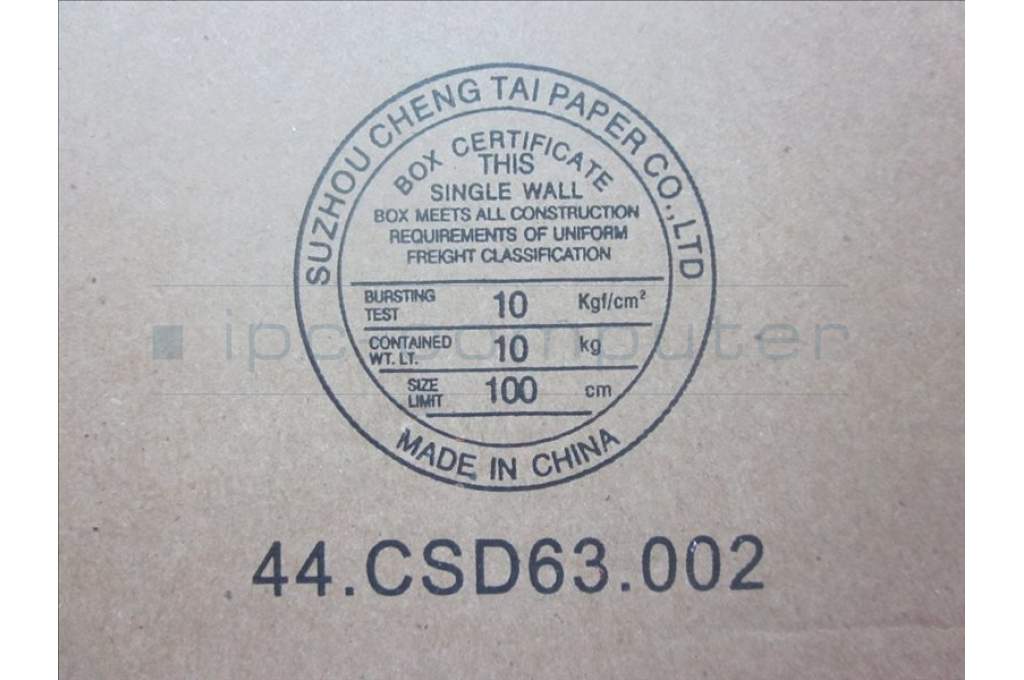 SUZHOU CHENG TAI PAPER CO.,LTD
BOX CERTIFICATE
THIS
SINGLE WALL
BOX MEETS ALL CONSTRUCTION
REQUIREMENTS OF UNIFORM
FREIGHT CLASSIFICATION
BURSTING TEST 10 Kgf/cm²
CONTAINED WT. LT. 10 kg
SIZE LIMIT 100 cm
MADE IN CHINA
ipc-computer
44.CSD63.002